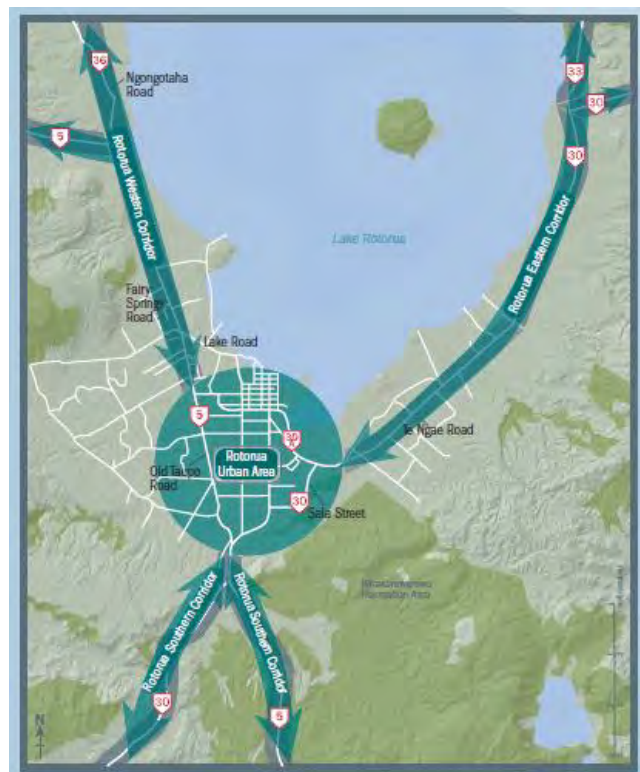 36
33
Ngongotaha
Road
30
5
30
Rotorua Western Corridor
Lake Rotorua
Rotorua Eastern Corridor
Fairy
Springs
Road
Lake Road
5
30
A
Te Ngae Road
Rotorua
Urban Area
Old Taupo
Road
30
Sala Street
Whakarewarewa
Rotorua Southern Corridor
Rotorua Southern Corridor
30
5
N